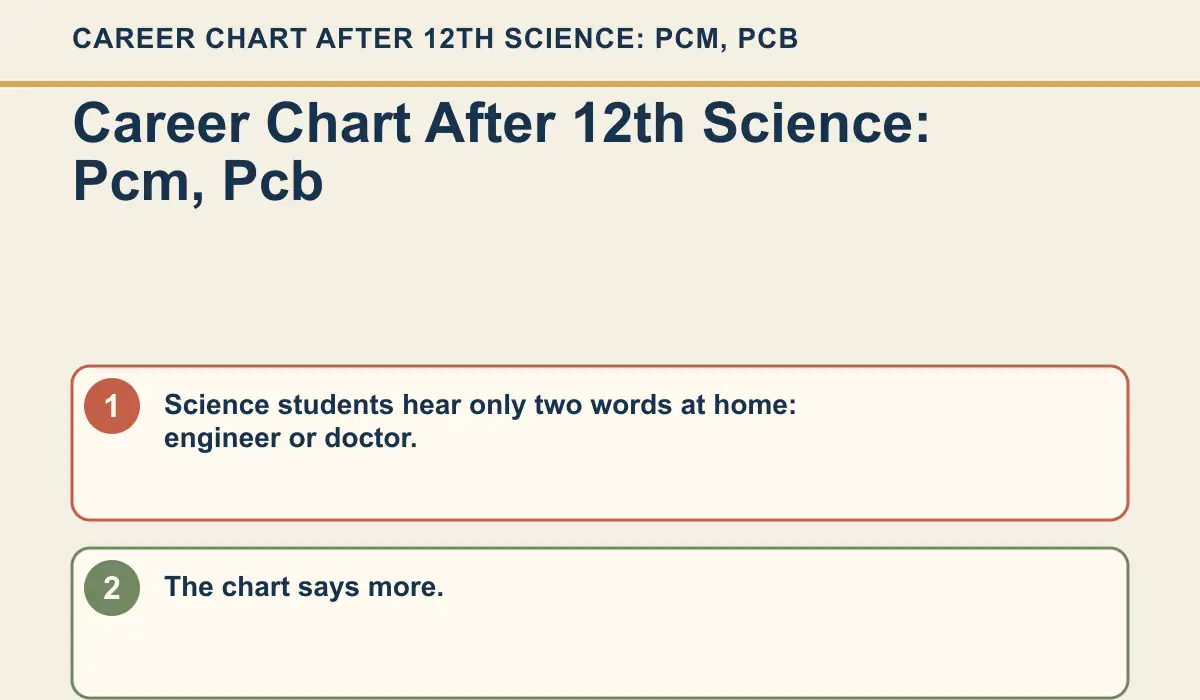 CAREER CHART AFTER 12TH SCIENCE: PCM, PCB
Career Chart After 12th Science:
Pcm, Pcb
1
Science students hear only two words at home:
engineer or doctor.
2
The chart says more.